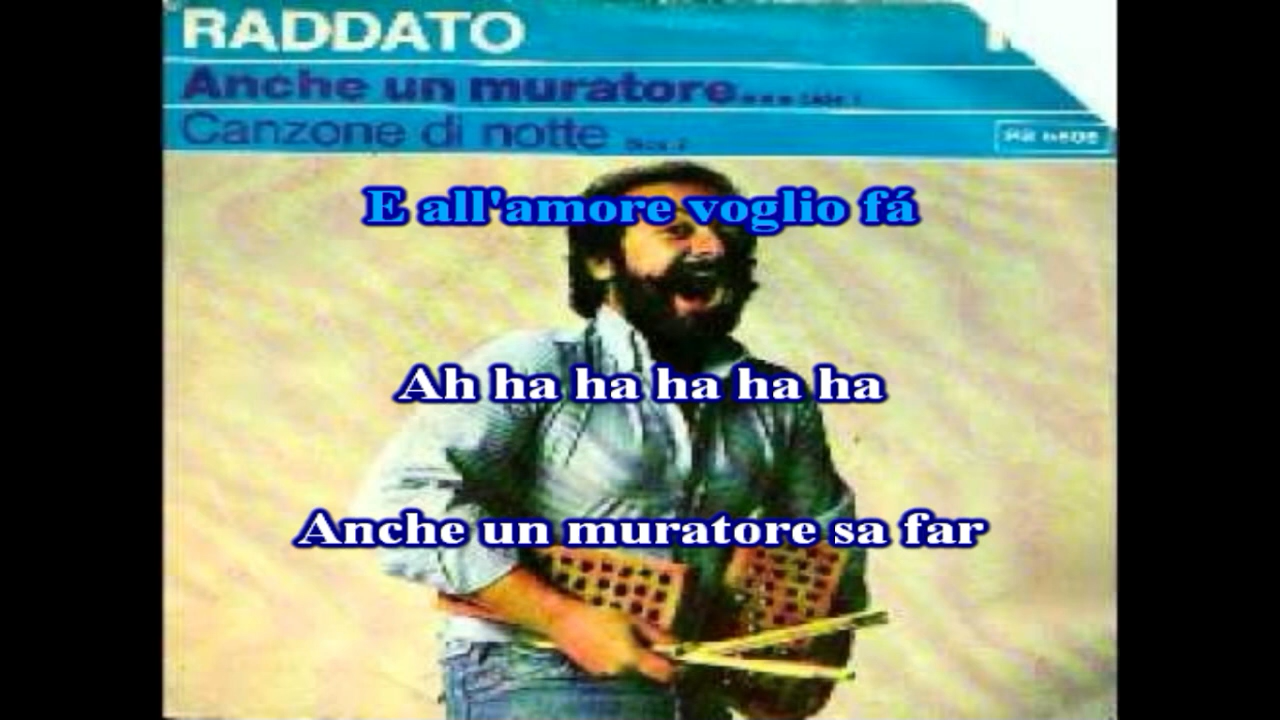 RADDATO
Anche un muratore...
Canzone di notte
E all'amore voglio fá
Ah ha ha ha ha ha
Anche un muratore sa far